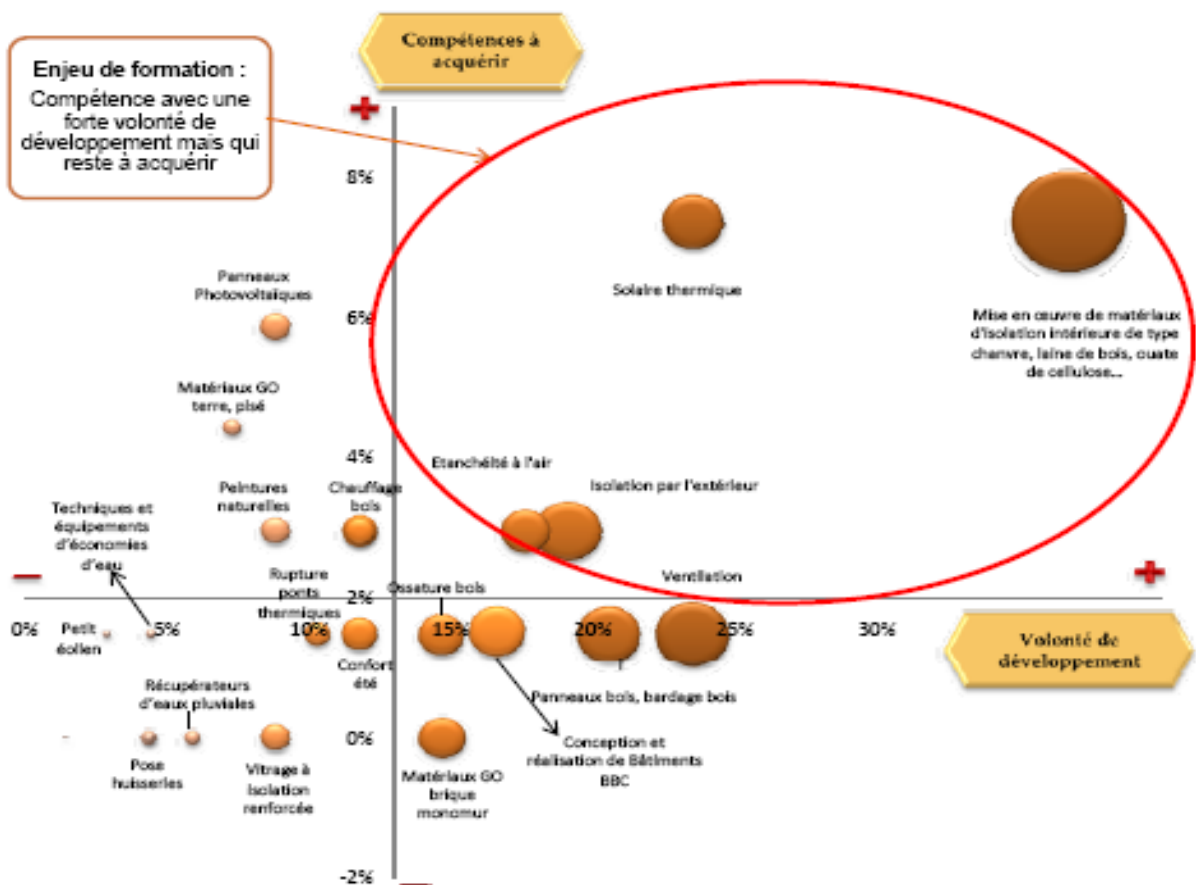 Compétences à
acquérir
Enjeu de formation :
Compétence avec une
forte volonté de
développement mais qui
reste à acquérir
8%
Panneaux
Photovoltaïques
Solaire thermique
6%
Mise en œuvre de matériaux
d'isolation intérieure de type
chanvre, laine de bois, ouate
de cellulose...
Matériaux GO
terre, pisé
4%
Etanchéité à l'air
Isolation par l'extérieur
Peintures
naturelles
Chauffage
bois
Techniques et
équipements
d'économies
d'eau
Rupture
ponts
thermiques
Ossature bois
Ventilation
2%
0%
5%
10%
15%
20%
25%
30%
Petit
éolien
Confort
été
Volonté de
développement
Récupérateurs
d'eaux pluviales
Panneaux bois, bardage bois
0%
Pose
huisseries
Vitrage à
isolation
renforcée
Matériaux GO
brique
monomur
Conception et
réalisation de Bâtiments
BBC
-2%